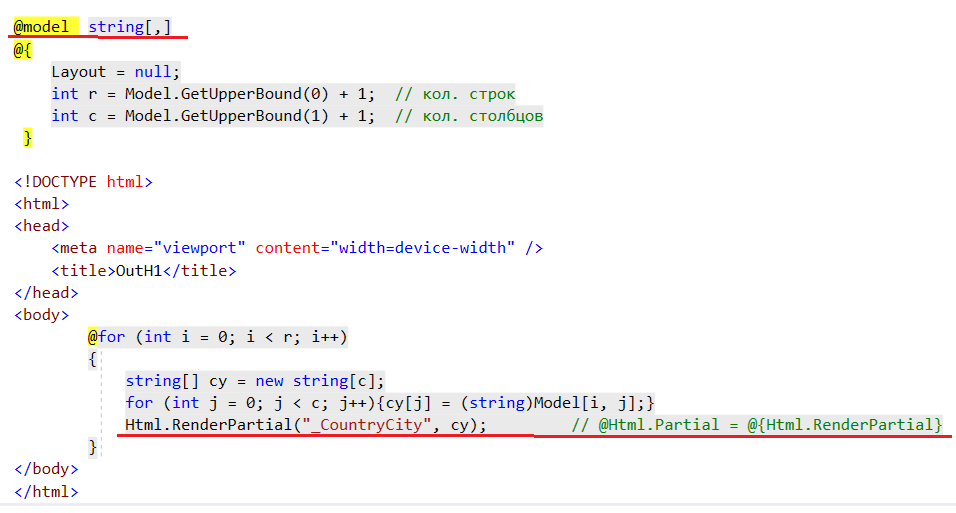 @model  string[,]
@{
    Layout = null;
    int r = Model.GetUpperBound(0) + 1;  // кол. строк
    int c = Model.GetUpperBound(1) + 1;  // кол. столбцов
 }
<!DOCTYPE html>
<html>
<head>
    <meta name="viewport" content="width=device-width" />
    <title>OutH1</title>
</head>
<body>
        @for (int i = 0; i < r; i++)
        {
            string[] cy = new string[c];
            for (int j = 0; j < c; j++){cy[j] = (string)Model[i, j];}
            Html.RenderPartial("_CountryCity", cy);         // @Html.Partial = @{Html.RenderPartial}
        }
</body>
</html>